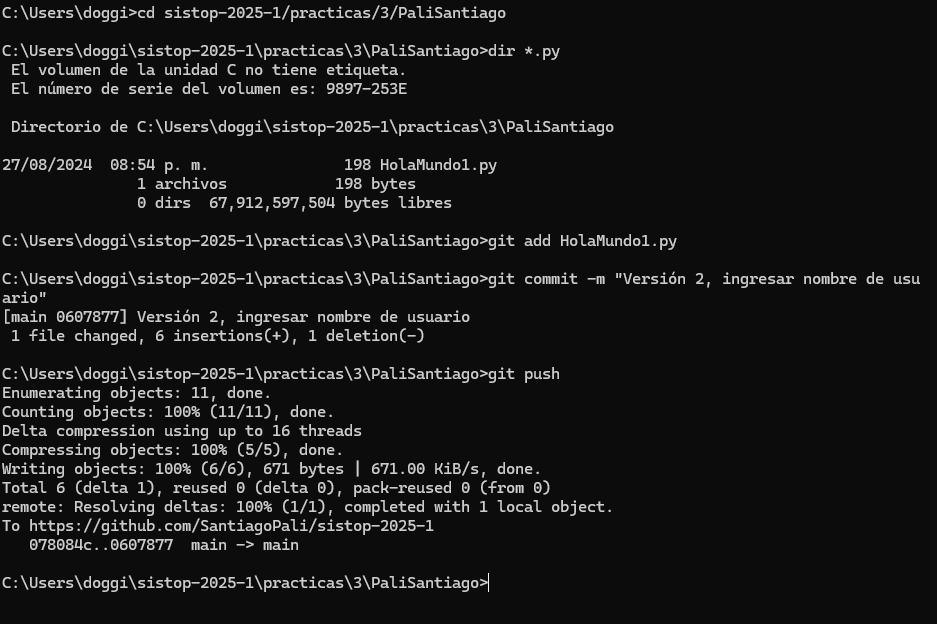 C:\Users\doggi>cd sistop-2025-1/practicas/3/PaliSantiago
C:\Users\doggi\sistop-2025-1\practicas\3\PaliSantiago>dir *.py
El volumen de la unidad C no tiene etiqueta.
El número de serie del volumen es: 9897-253E
Directorio de C:\Users\doggi\sistop-2025-1\practicas\3\PaliSantiago
27/08/2024  08:54 p. m.               198 HolaMundo1.py
1 archivos            198 bytes
0 dirs  67,912,597,504 bytes libres
C:\Users\doggi\sistop-2025-1\practicas\3\PaliSantiago>git add HolaMundo1.py
C:\Users\doggi\sistop-2025-1\practicas\3\PaliSantiago>git commit -m "Versión 2, ingresar nombre de usu
ario"
[main 0607877] Versión 2, ingresar nombre de usuario
1 file changed, 6 insertions(+), 1 deletion(-)
C:\Users\doggi\sistop-2025-1\practicas\3\PaliSantiago>git push
Enumerating objects: 11, done.
Counting objects: 100% (11/11), done.
Delta compression using up to 16 threads
Compressing objects: 100% (5/5), done.
Writing objects: 100% (6/6), 671 bytes | 671.00 KiB/s, done.
Total 6 (delta 1), reused 0 (delta 0), pack-reused 0 (from 0)
remote: Resolving deltas: 100% (1/1), completed with 1 local object.
To https://github.com/SantiagoPali/sistop-2025-1
078084c..0607877  main -> main
C:\Users\doggi\sistop-2025-1\practicas\3\PaliSantiago>